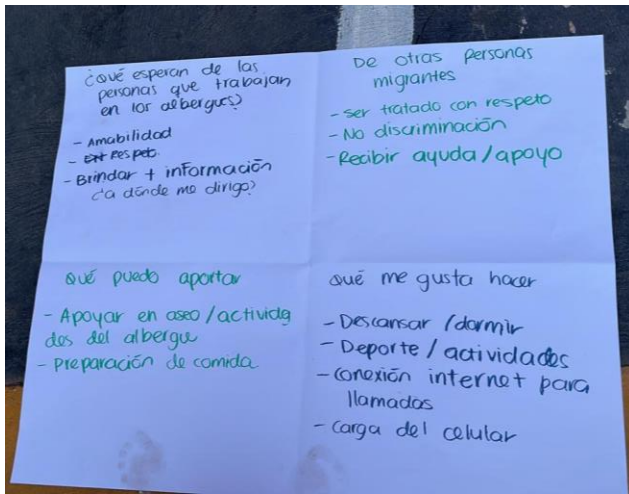 ¿Qué esperan de las
personas que trabajan
en los albergues?
- Amabilidad
- Respeto
- Brindar + información
¿a dónde me dirijo?
De otras personas
migrantes
- ser tratado con respeto
- No discriminación
- Recibir ayuda/apoyo
Qué puedo aportar
- Apoyar en aseo/activida
des del albergue
- preparación de comida
Qué me gusta hacer
- Descansar/dormir
- Deporte/actividades
- conexión internet para
llamadas
- carga del celular